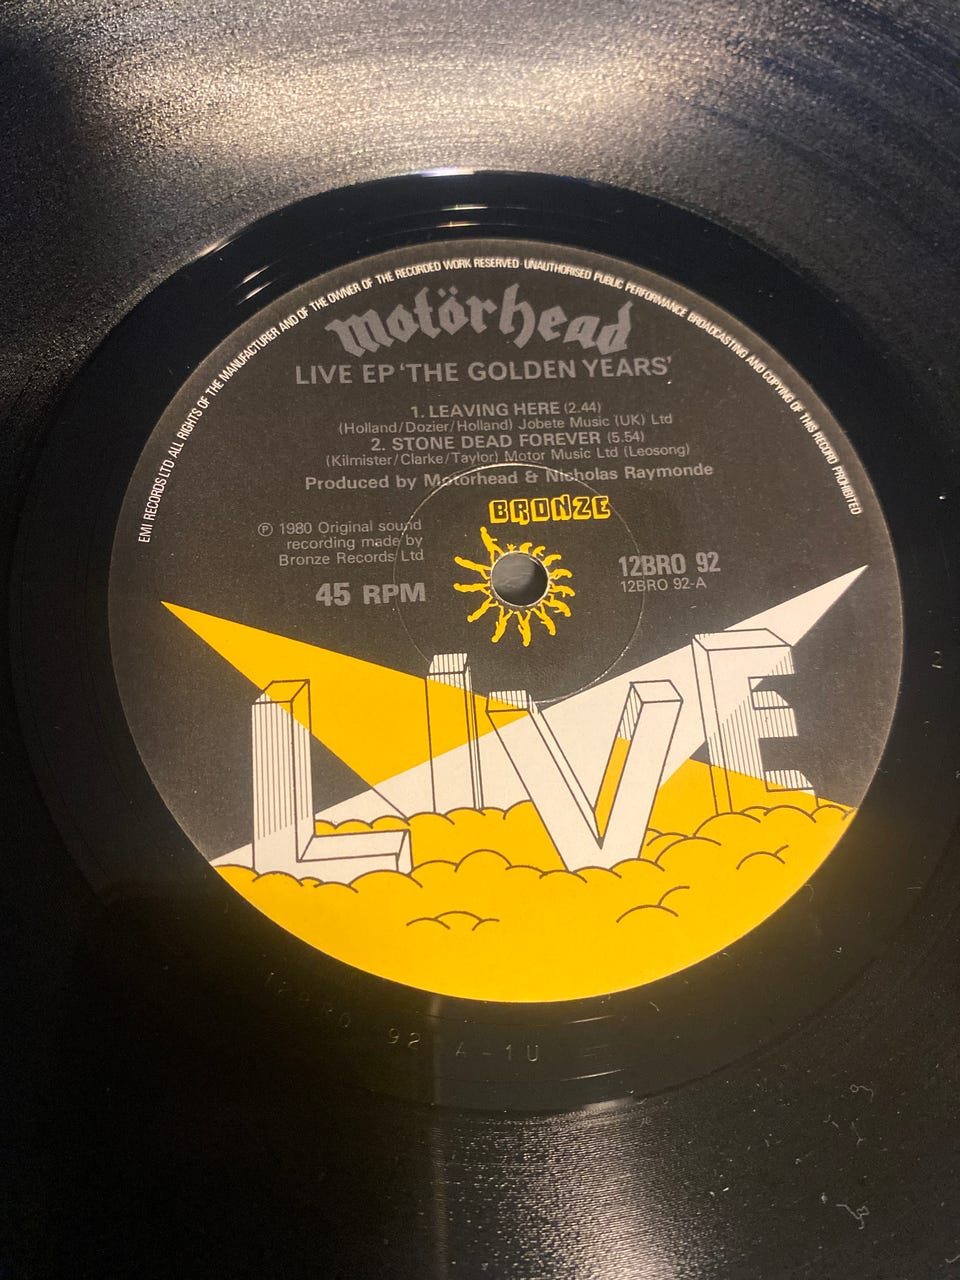 EMI RECORDS LTD ALL RIGHTS OF THE MANUFACTURER AND OF THE OWNER OF THE RECORDED WORK RESERVED · UNAUTHORISED PUBLIC PERFORMANCE BROADCASTING AND COPYING OF THIS RECORD PROHIBITED
Motörhead
LIVE EP ‘THE GOLDEN YEARS’
1. LEAVING HERE (2.44)
(Holland/Dozier/Holland) Jobete Music (UK) Ltd
2. STONE DEAD FOREVER (5.54)
(Kilmister/Clarke/Taylor) Motor Music Ltd (Leosong)
Produced by Motorhead & Nicholas Raymonde
BRONZE
℗ 1980 Original sound
recording made by
Bronze Records Ltd
45 RPM
12BRO 92
12BRO 92-A
LIVE
12BRO 92 A-1U
2